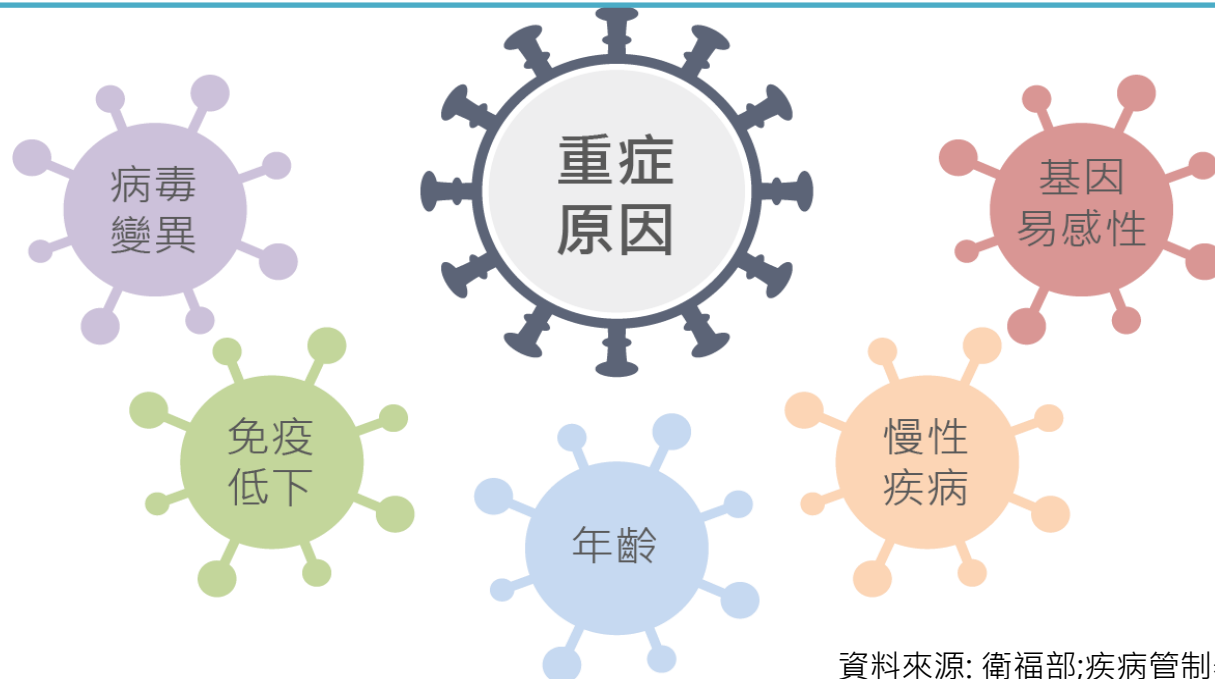 重症
原因
病毒
變異
基因
易感性
免疫
低下
慢性
疾病
年齡
資料來源: 衛福部;疾病管制